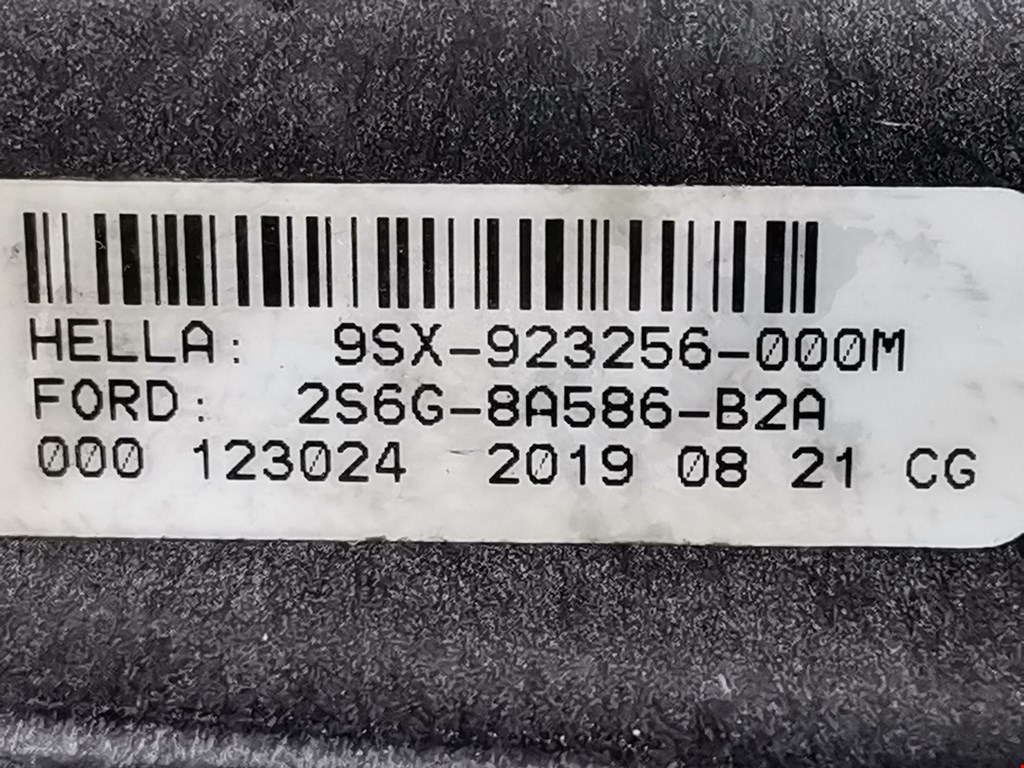 HELLA: 9SX-923256-000M
FORD: 2S6G-8A586-B2A
000 123024 2019 08 21 CG